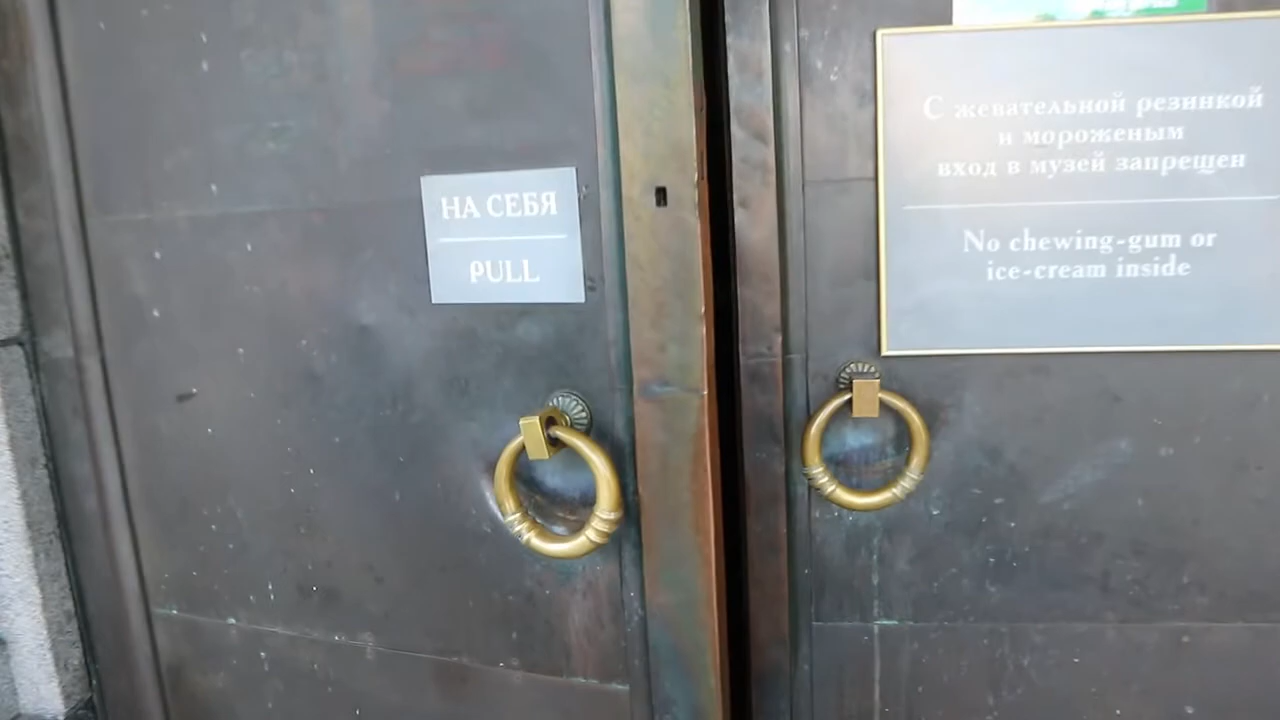 НА СЕБЯ
PULL
С жевательной резинкой
и мороженым
вход в музей запрещен
No chewing-gum or
ice-cream inside